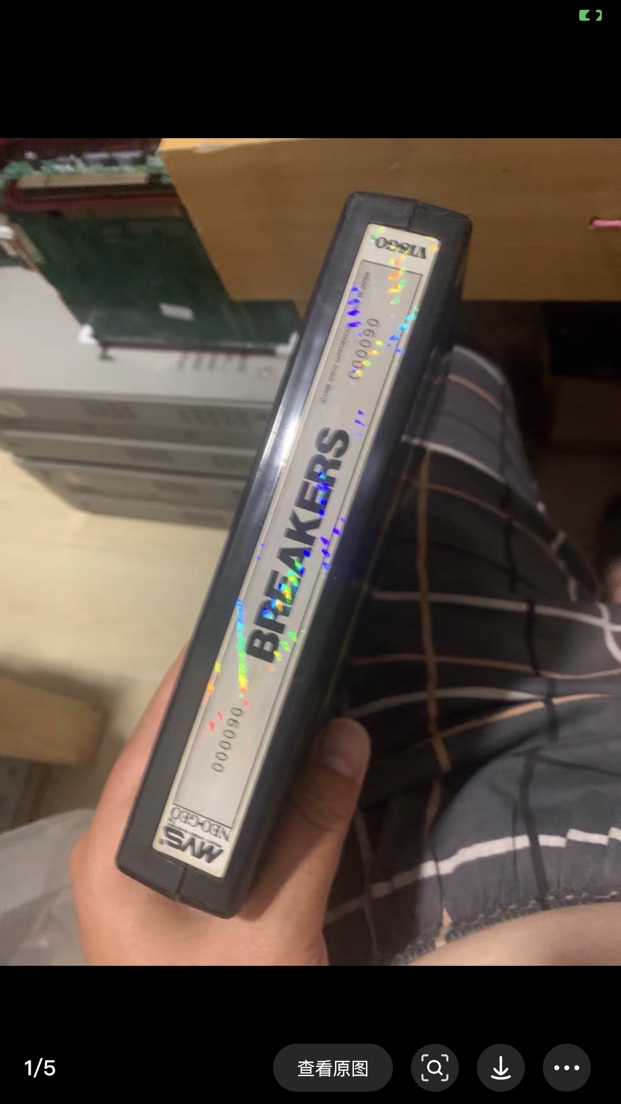 VISCO
000090
BREAKERS
000090
NEO•GEO
MVS
1/5
查看原图